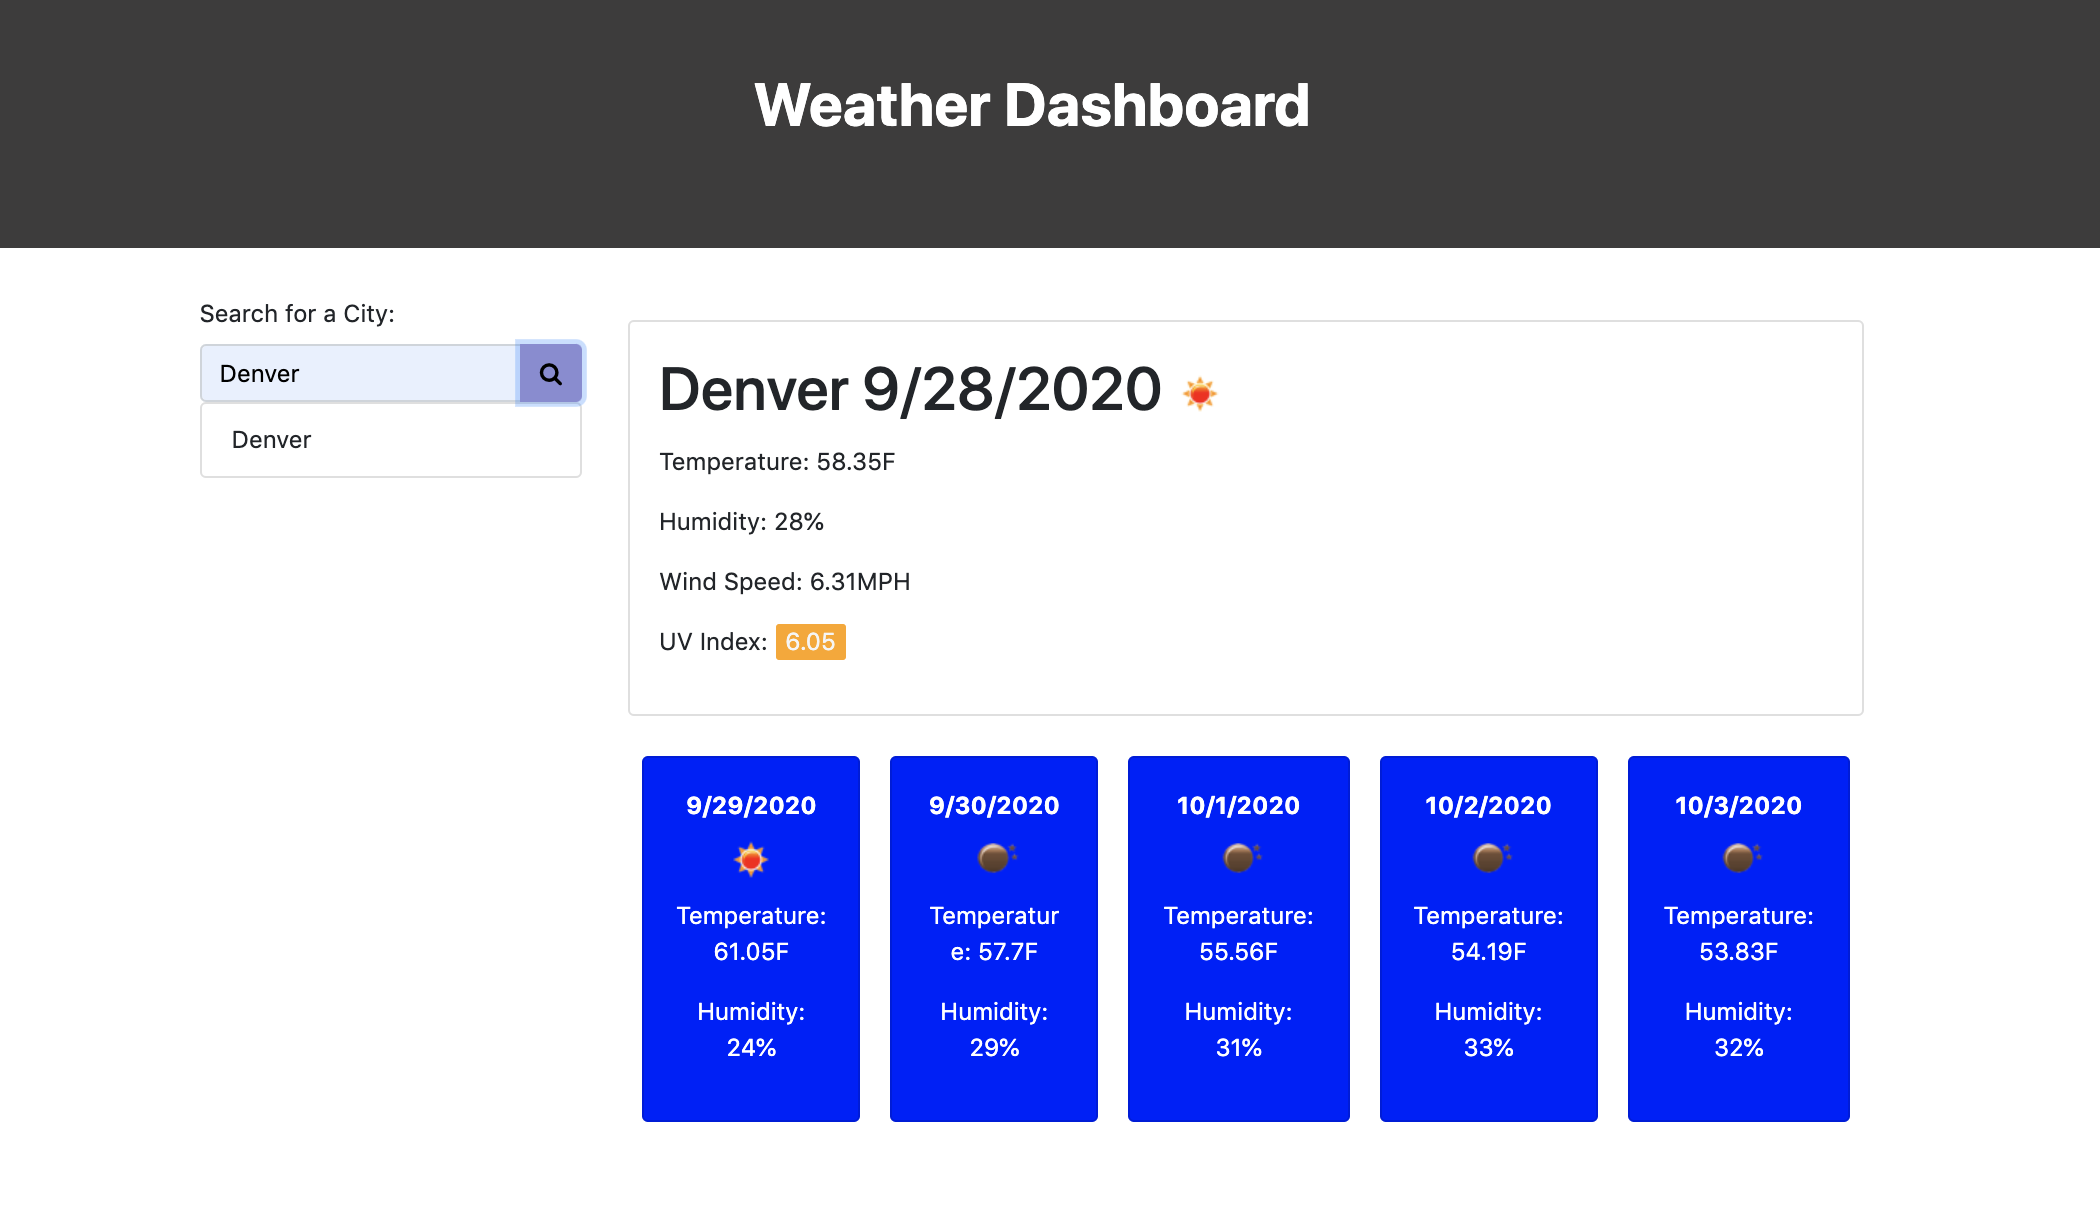 Weather Dashboard
Search for a City:
Denver
Denver
Denver 9/28/2020
Temperature: 58.35F
Humidity: 28%
Wind Speed: 6.31MPH
UV Index: 6.05
9/29/2020
Temperature:
61.05F
Humidity:
24%
9/30/2020
Temperatur
e: 57.7F
Humidity:
29%
10/1/2020
Temperature:
55.56F
Humidity:
31%
10/2/2020
Temperature:
54.19F
Humidity:
33%
10/3/2020
Temperature:
53.83F
Humidity:
32%